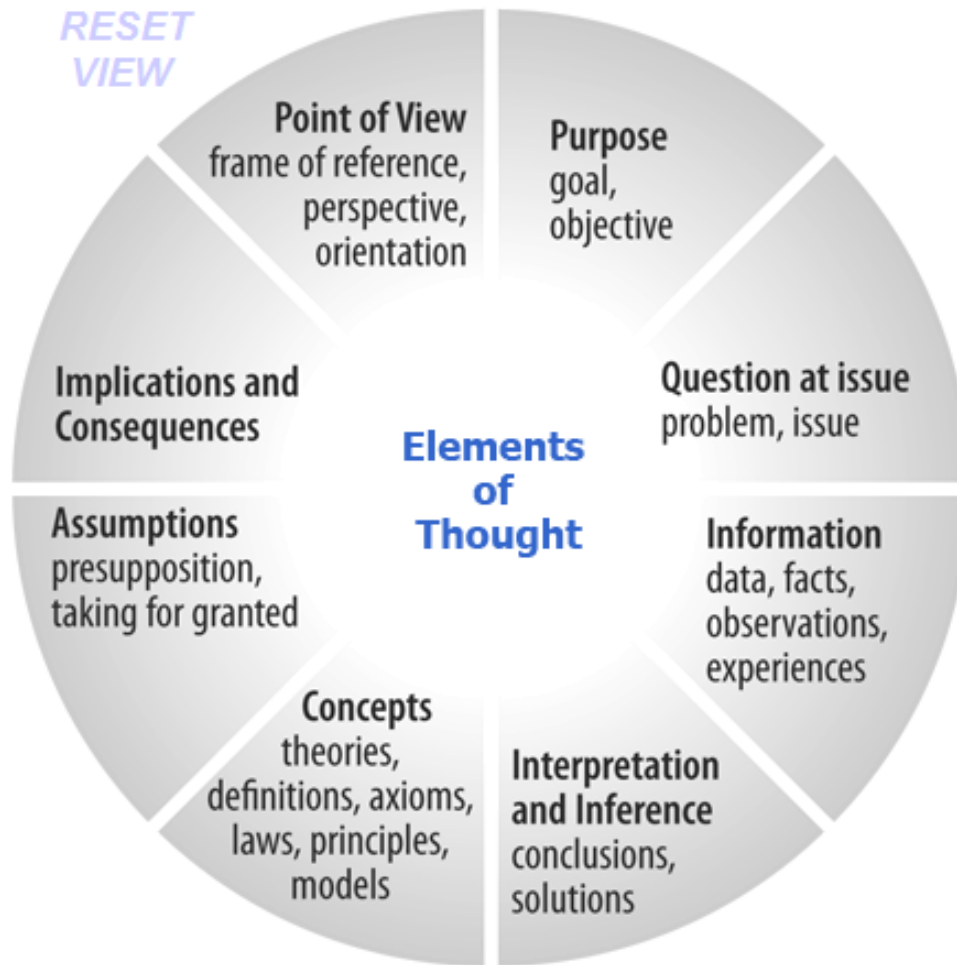 RESET
VIEW
Point of View
frame of reference,
perspective,
orientation
Purpose
goal,
objective
Question at issue
problem, issue
Information
data, facts,
observations,
experiences
Interpretation
and Inference
conclusions,
solutions
Concepts
theories,
definitions, axioms,
laws, principles,
models
Assumptions
presupposition,
taking for granted
Implications and
Consequences
Elements
of
Thought